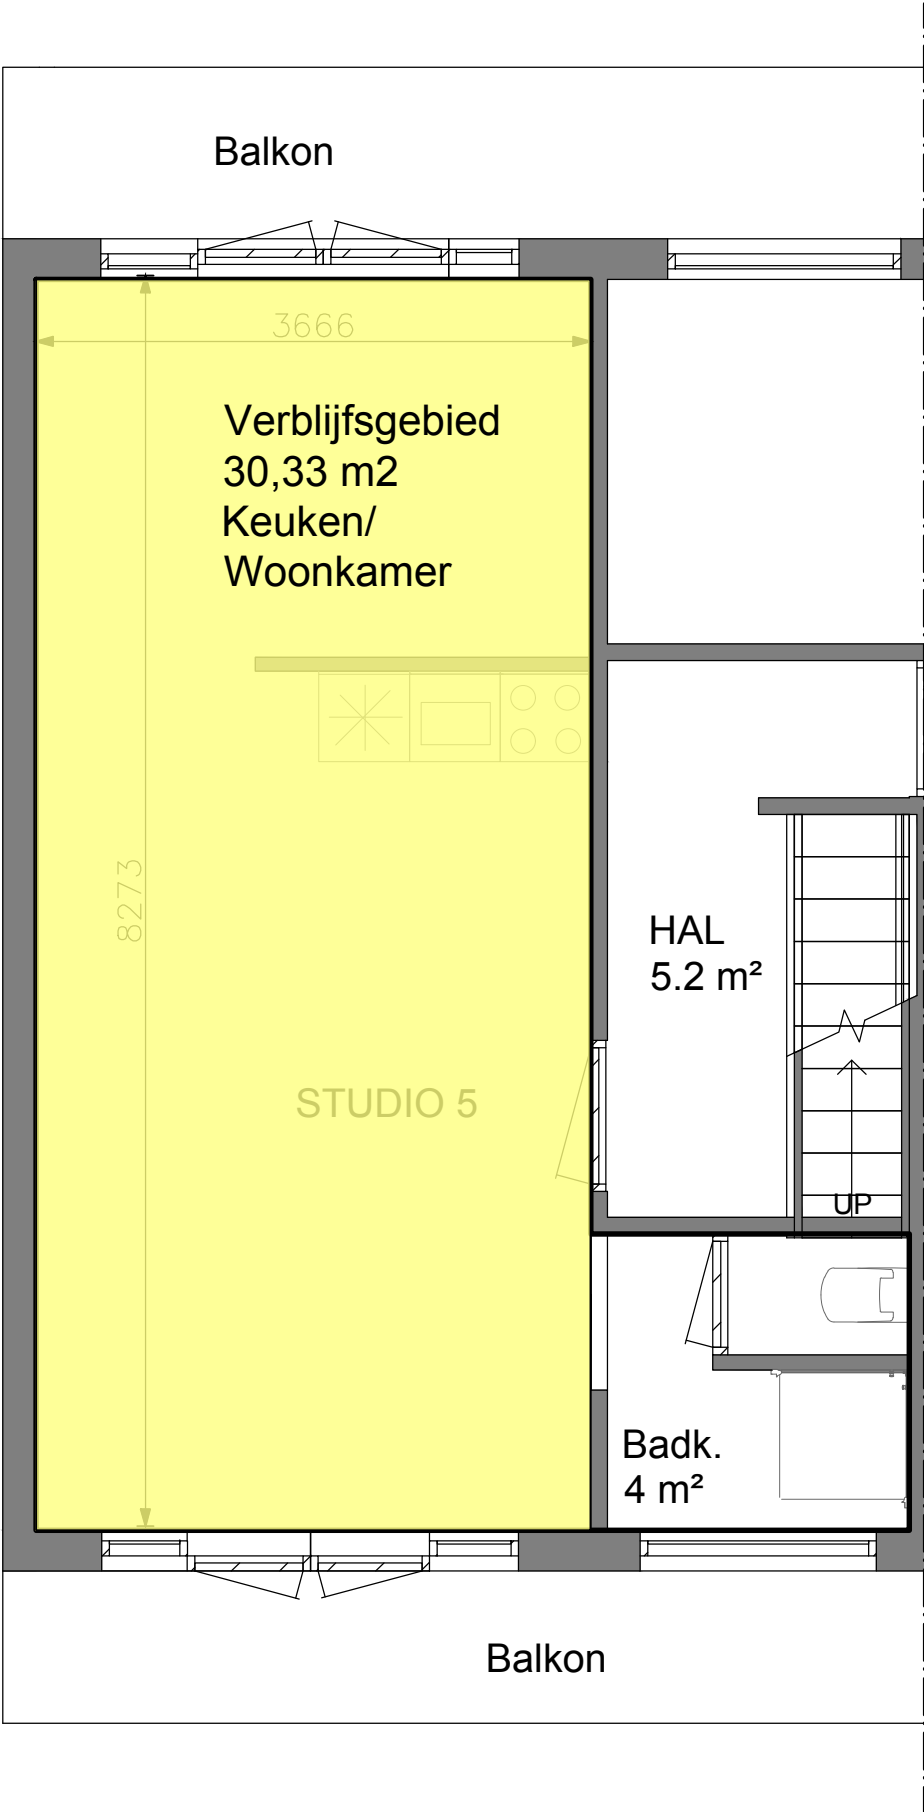 Balkon
3666
Verblijfsgebied
30,33 m2
Keuken/
Woonkamer
8273
HAL
5.2 m²
STUDIO 5
UP
Badk.
4 m²
Balkon